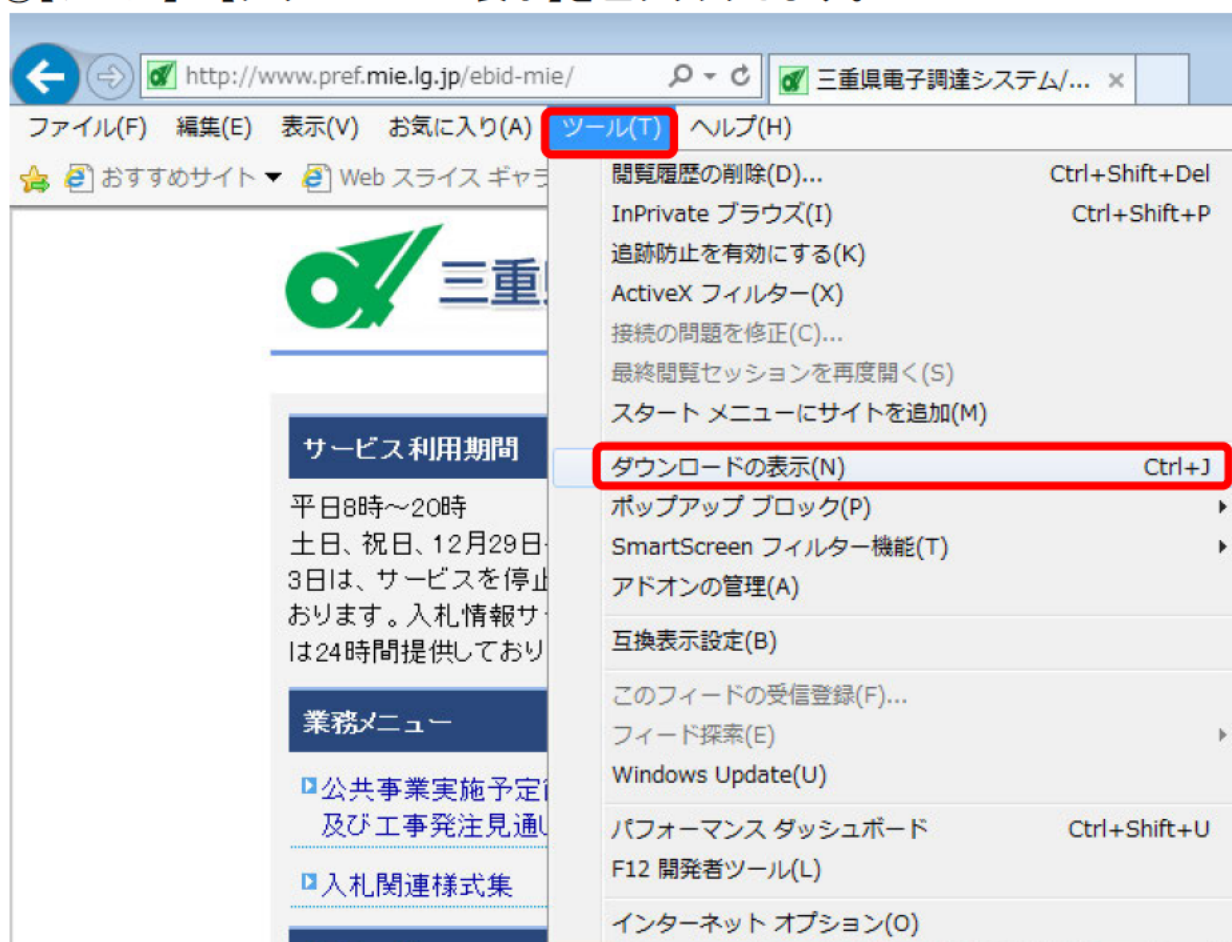 http://www.pref.mie.lg.jp/ebid-mie/
三重県電子調達システム/... ×
ファイル(F) 編集(E) 表示(V) お気に入り(A) ツール(T) ヘルプ(H)
おすすめサイト ▼ Web スライス ギャラ
閲覧履歴の削除(D)... Ctrl+Shift+Del
InPrivate ブラウズ(I) Ctrl+Shift+P
追跡防止を有効にする(K)
ActiveX フィルター(X)
接続の問題を修正(C)...
最終閲覧セッションを再度開く(S)
スタート メニューにサイトを追加(M)
ダウンロードの表示(N) Ctrl+J
ポップアップ ブロック(P)
SmartScreen フィルター機能(T)
アドオンの管理(A)
互換表示設定(B)
このフィードの受信登録(F)...
フィード探索(E)
Windows Update(U)
パフォーマンス ダッシュボード Ctrl+Shift+U
F12 開発者ツール(L)
インターネット オプション(O)
三重
サービス利用期間
平日8時～20時
土日、祝日、12月29日
3日は、サービスを停止
おります。入札情報サ
は24時間提供しており
業務メニュー
公共事業実施予定
及び工事発注見通し
入札関連様式集